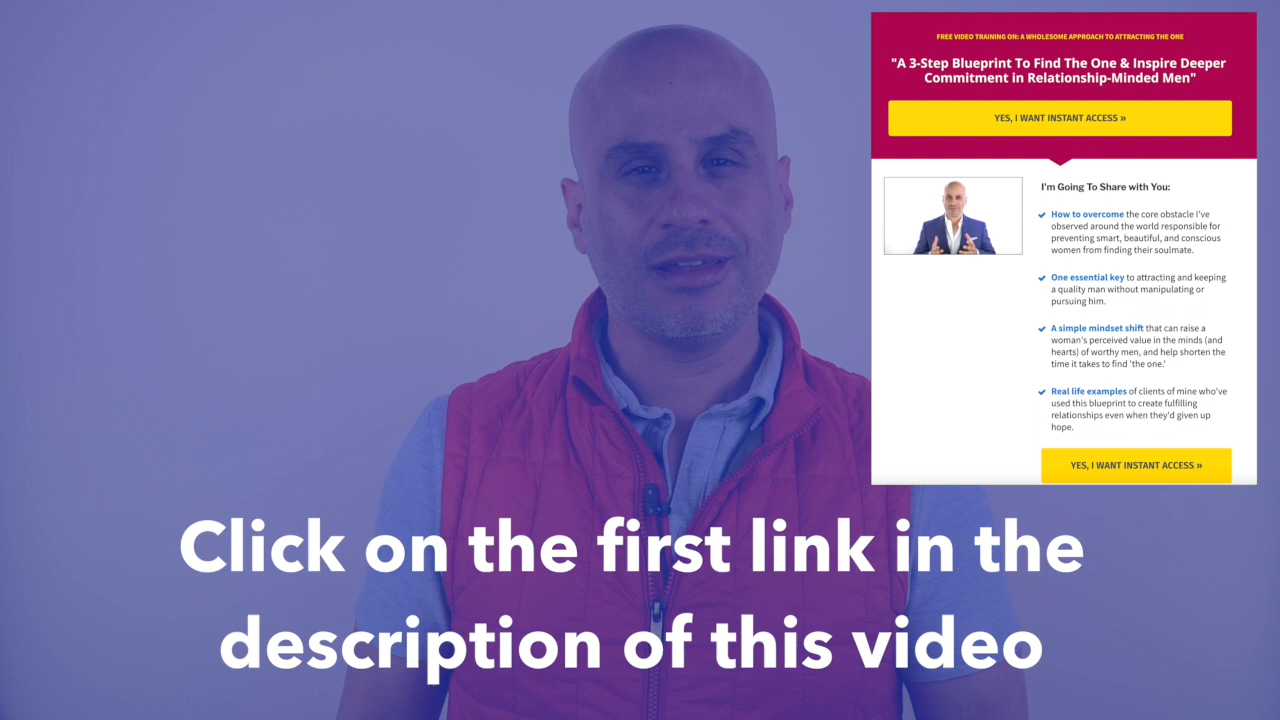 FREE VIDEO TRAINING ON: A WHOLESOME APPROACH TO ATTRACTING THE ONE
"A 3-Step Blueprint To Find The One & Inspire Deeper
Commitment in Relationship-Minded Men"
YES, I WANT INSTANT ACCESS »
I'm Going To Share with You:
How to overcome the core obstacle I've
observed around the world responsible for
preventing smart, beautiful, and conscious
women from finding their soulmate.
One essential key to attracting and keeping
a quality man without manipulating or
pursuing him.
A simple mindset shift that can raise a
woman's perceived value in the minds (and
hearts) of worthy men, and help shorten the
time it takes to find 'the one.'
Real life examples of clients of mine who've
used this blueprint to create fulfilling
relationships even when they'd given up
hope.
YES, I WANT INSTANT ACCESS »
Click on the first link in the
description of this video